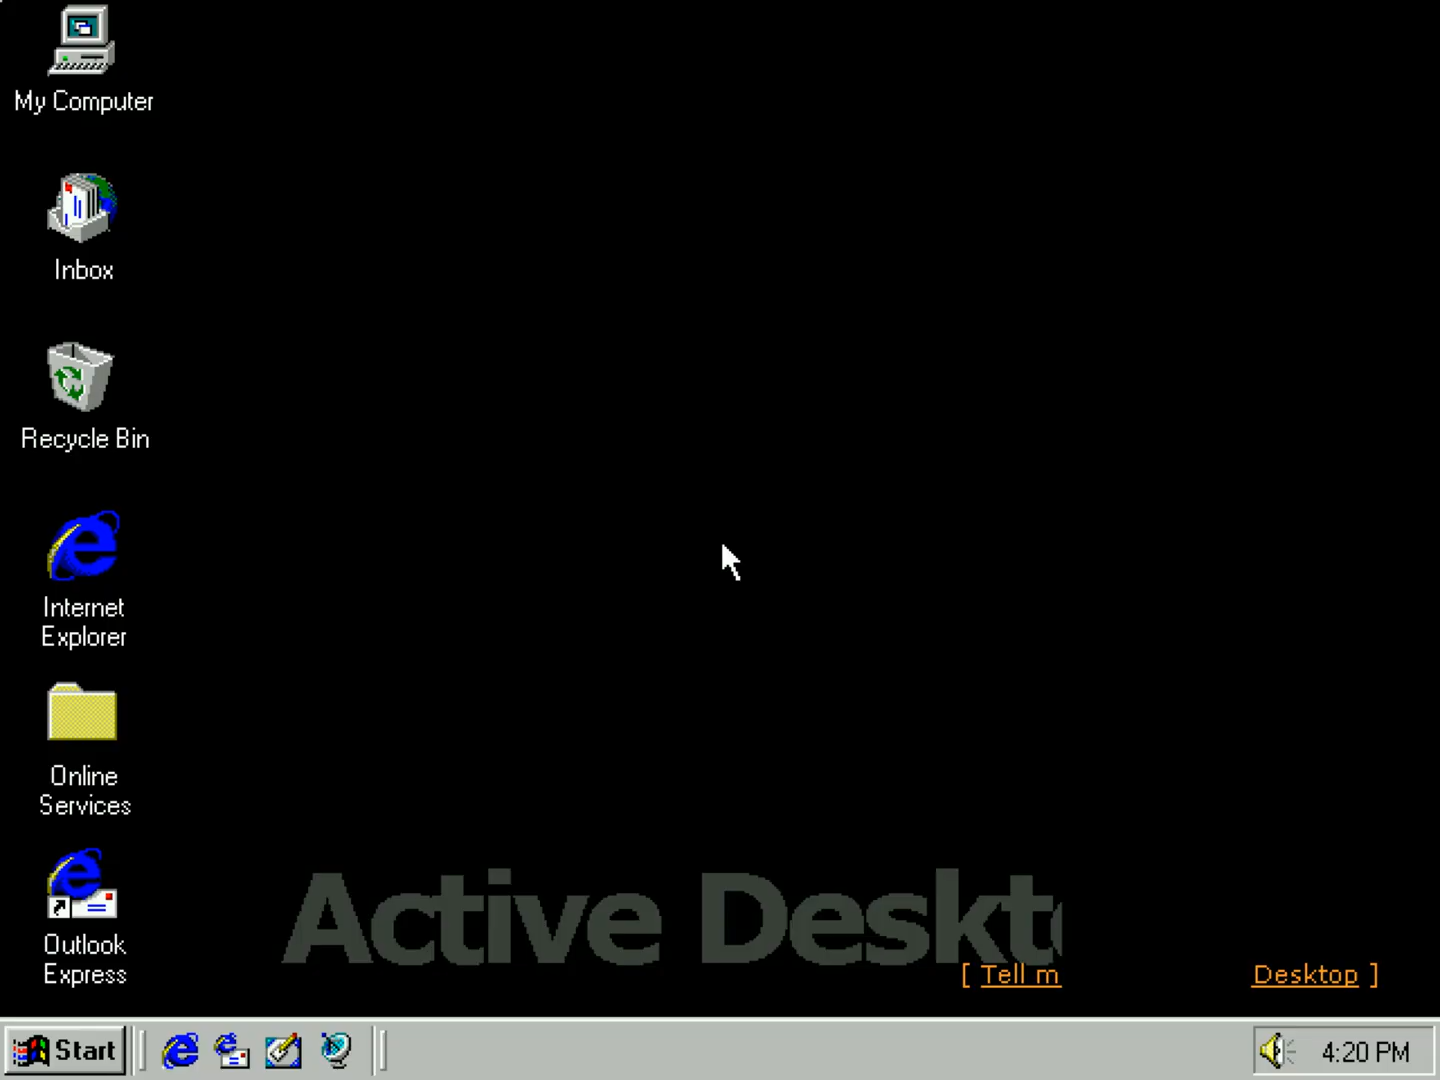 My Computer
Inbox
Recycle Bin
Internet
Explorer
Online
Services
Outlook
Express
Active Deskt
[ Tell m
Desktop ]
Start
4:20 PM